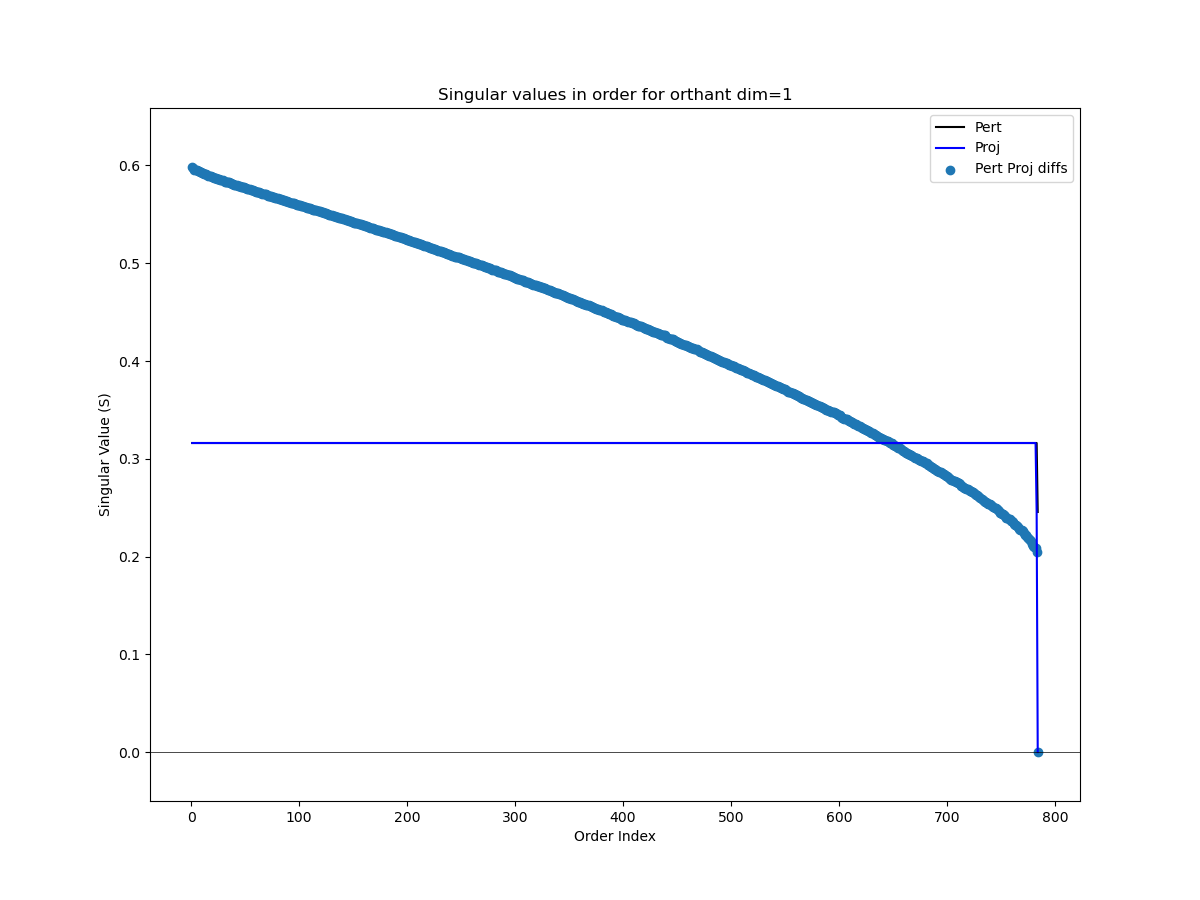 Singular values in order for orthant dim=1
Pert
Proj
Pert Proj diffs
0.6
0.5
0.4
0.3
0.2
0.1
0.0
Singular Value (S)
0 100 200 300 400 500 600 700 800
Order Index